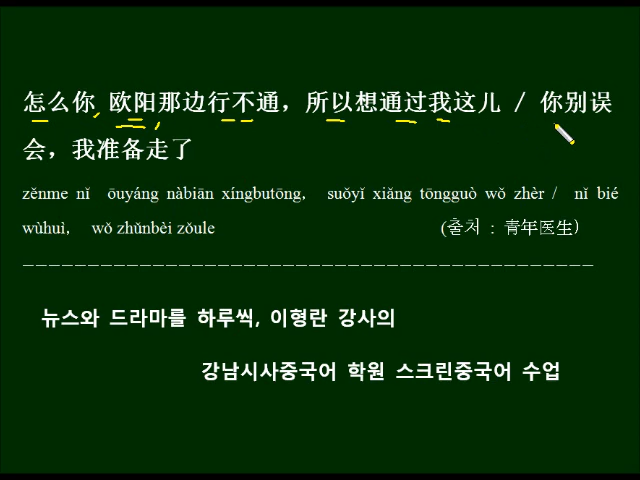 怎么你 欧阳那边行不通，所以想通过我这儿 / 你别误
会，我准备走了
zěnme nǐ ōuyáng nàbiān xíngbutōng， suǒyǐ xiǎng tōngguò wǒ zhèr / nǐ bié
wùhuì， wǒ zhǔnbèi zǒule (출처 : 青年医生)
뉴스와 드라마를 하루씩, 이형란 강사의
강남시사중국어 학원 스크린중국어 수업